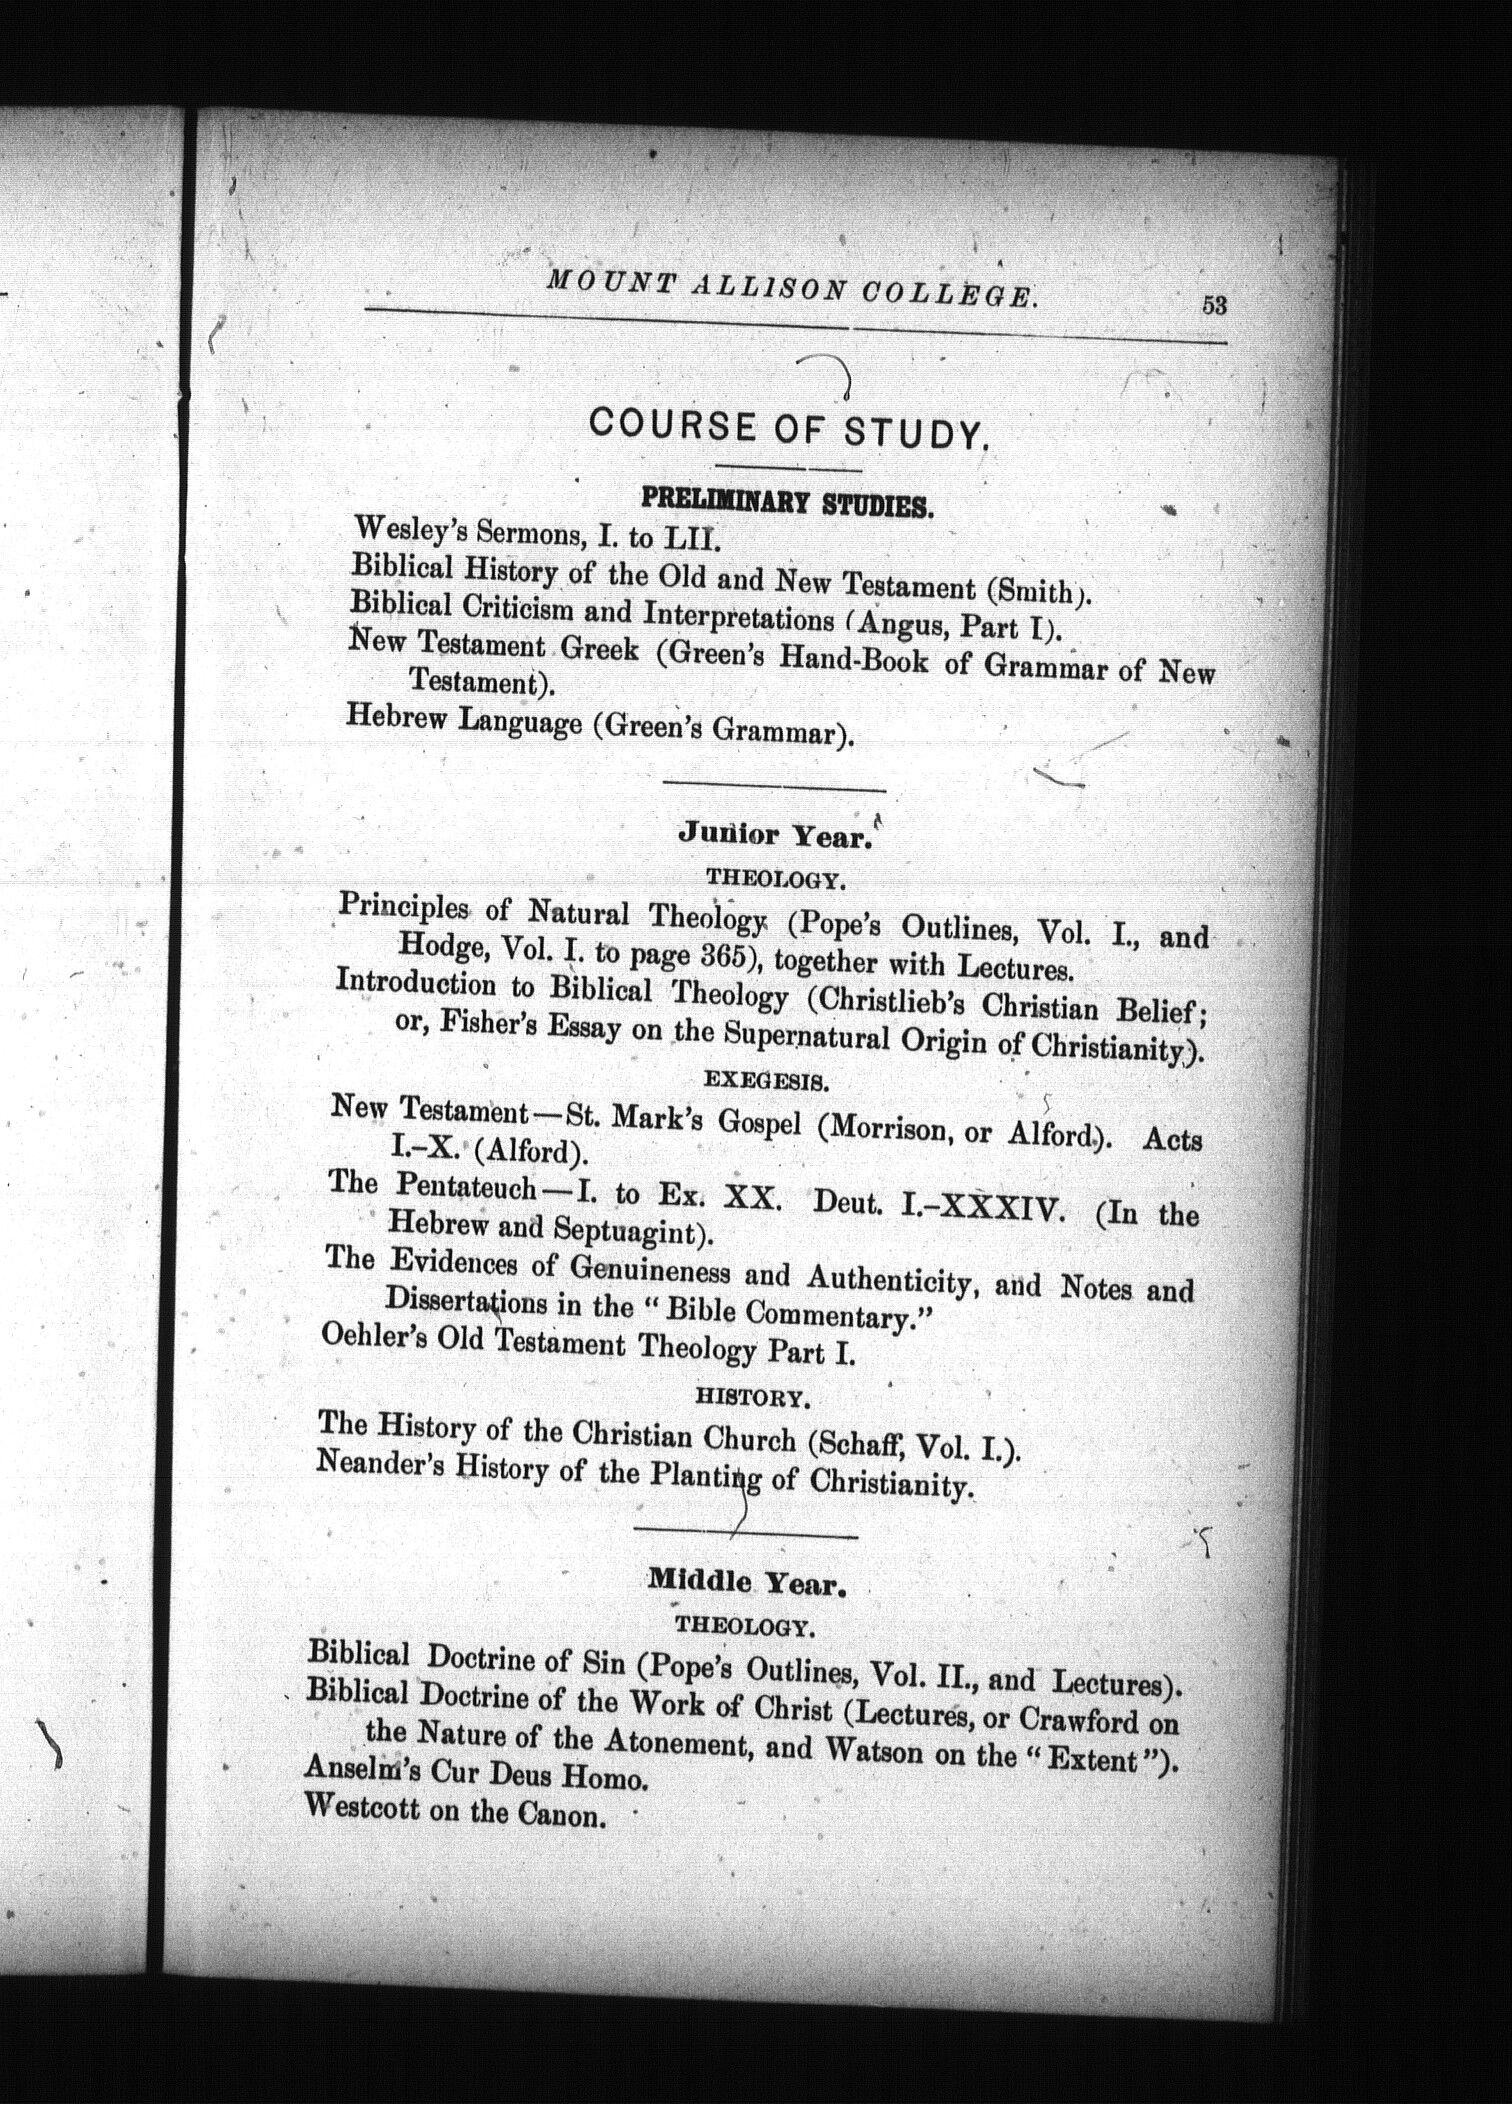 MOUNT ALLISON COLLEGE. 53
COURSE OF STUDY.
PRELIMINARY STUDIES.
Wesley's Sermons, I. to LII.
Biblical History of the Old and New Testament (Smith).
Biblical Criticism and Interpretations (Angus, Part I).
New Testament Greek (Green's Hand-Book of Grammar of New
Testament).
Hebrew Language (Green's Grammar).
Junior Year.
THEOLOGY.
Principles of Natural Theology (Pope's Outlines, Vol. I., and
Hodge, Vol. I. to page 365), together with Lectures.
Introduction to Biblical Theology (Christlieb's Christian Belief;
or, Fisher's Essay on the Supernatural Origin of Christianity).
EXEGESIS.
New Testament—St. Mark's Gospel (Morrison, or Alford). Acts
I.–X. (Alford).
The Pentateuch—I. to Ex. XX. Deut. I.–XXXIV. (In the
Hebrew and Septuagint).
The Evidences of Genuineness and Authenticity, and Notes and
Dissertations in the "Bible Commentary."
Oehler's Old Testament Theology Part I.
HISTORY.
The History of the Christian Church (Schaff, Vol. I.).
Neander's History of the Planting of Christianity.
Middle Year.
THEOLOGY.
Biblical Doctrine of Sin (Pope's Outlines, Vol. II., and Lectures).
Biblical Doctrine of the Work of Christ (Lectures, or Crawford on
the Nature of the Atonement, and Watson on the "Extent").
Anselm's Cur Deus Homo.
Westcott on the Canon.